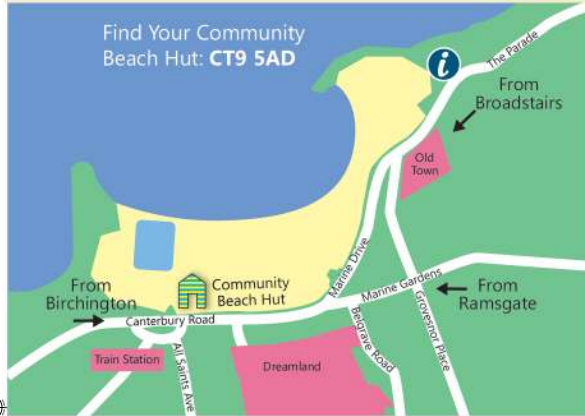 Find Your Community
Beach Hut: CT9 5AD
i
The Parade
From
Broadstairs
Old
Town
Marine Drive
Marine Gardens
From
Ramsgate
Grovesnor Place
Belgrave Road
Community
Beach Hut
From
Birchington
Canterbury Road
Train Station
All Saints Ave
Dreamland